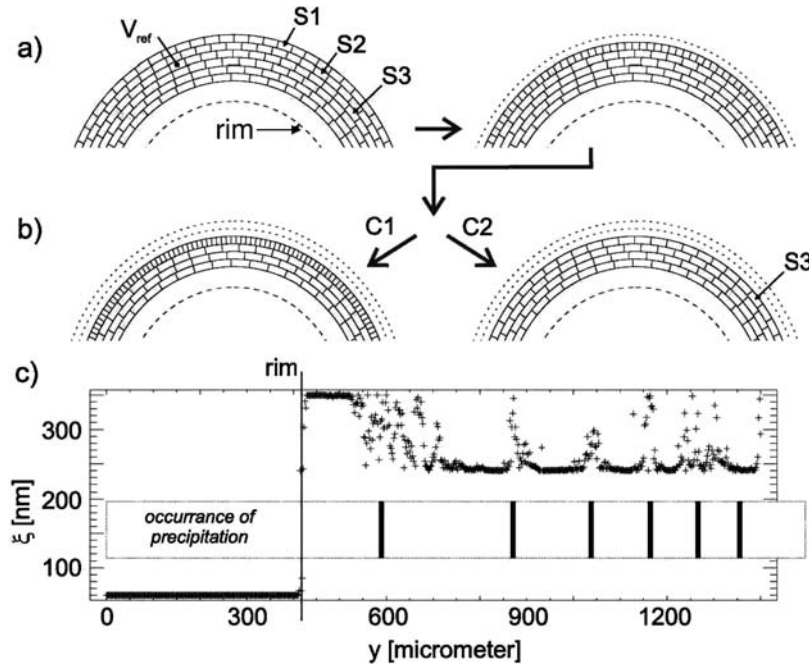 a)
V_ref
S1
S2
S3
rim
b)
C1
C2
S3
c)
rim
ξ [nm]
300
200
100
occurrance of
precipitation
0
300
600
900
1200
y [micrometer]